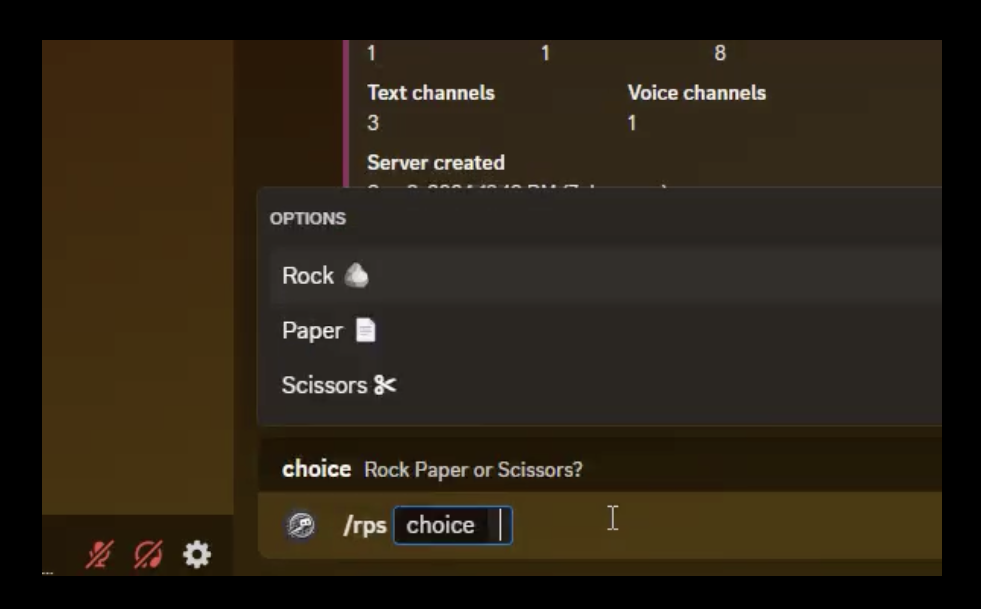 1 1 8
Text channels Voice channels
3 1
Server created
OPTIONS
Rock
Paper
Scissors
choice Rock Paper or Scissors?
/rps choice